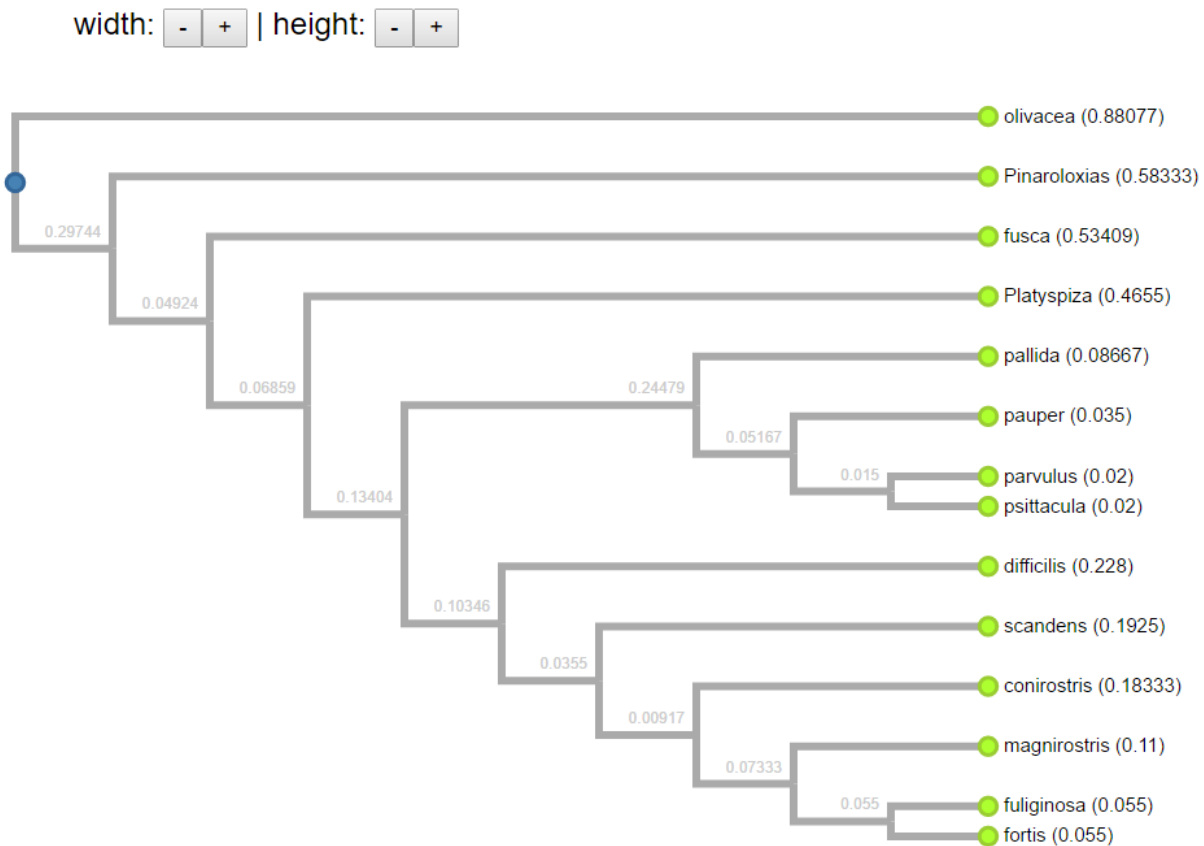 width: - + | height: - +
olivacea (0.88077)
Pinaroloxias (0.58333)
0.29744
fusca (0.53409)
0.04924
Platyspiza (0.4655)
pallida (0.08667)
0.06859
0.24479
pauper (0.035)
0.05167
parvulus (0.02)
0.015
0.13404
psittacula (0.02)
difficilis (0.228)
0.10346
scandens (0.1925)
0.0355
conirostris (0.18333)
0.00917
magnirostris (0.11)
0.07333
fuliginosa (0.055)
0.055
fortis (0.055)